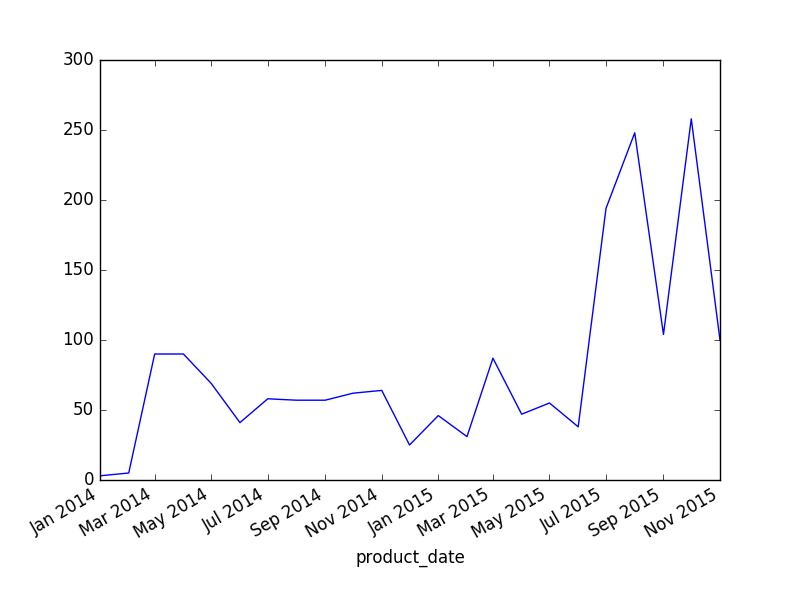 300
250
200
150
100
50
0
Jan 2014
Mar 2014
May 2014
Jul 2014
Sep 2014
Nov 2014
Jan 2015
Mar 2015
May 2015
Jul 2015
Sep 2015
Nov 2015
product_date